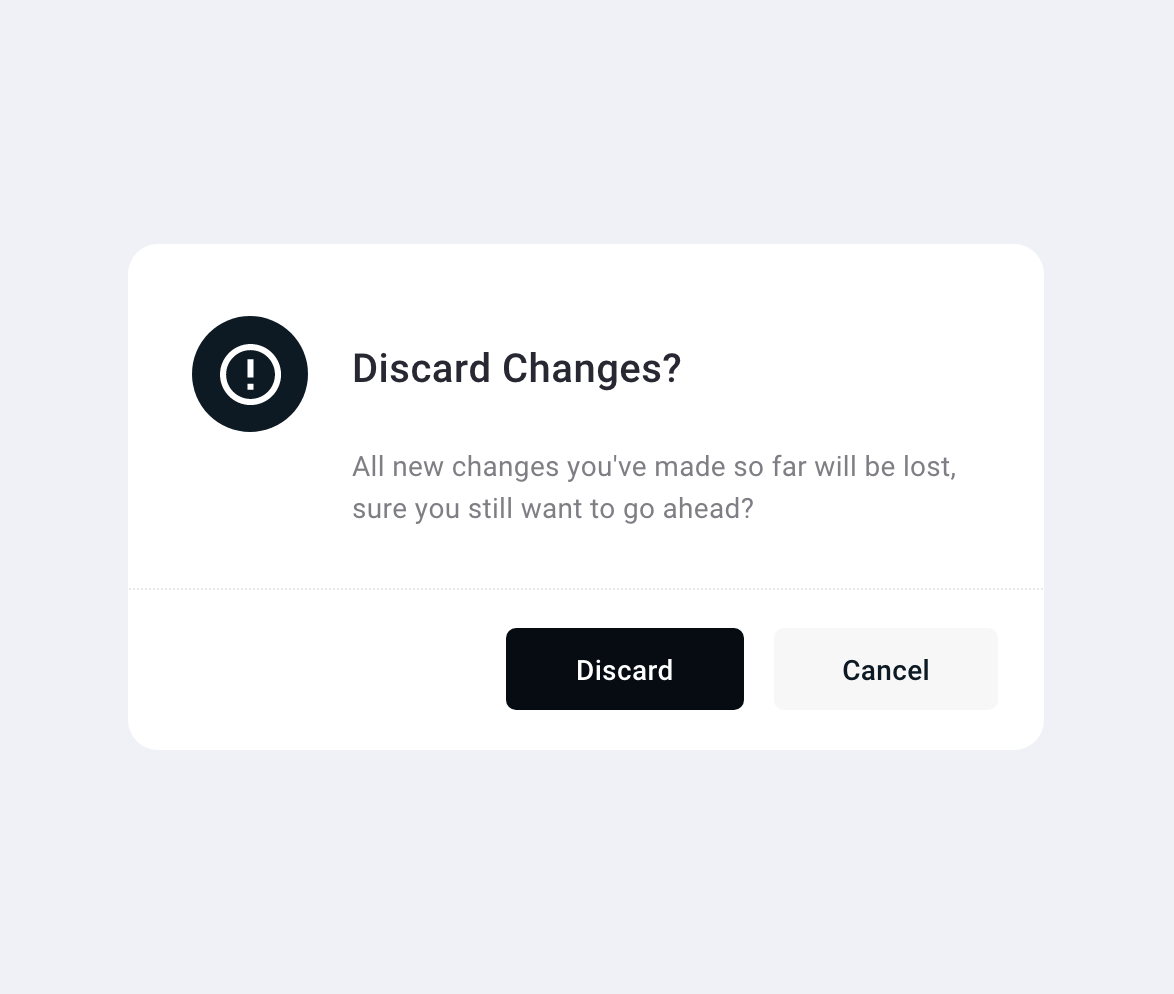 Discard Changes?
All new changes you've made so far will be lost,
sure you still want to go ahead?
Discard
Cancel